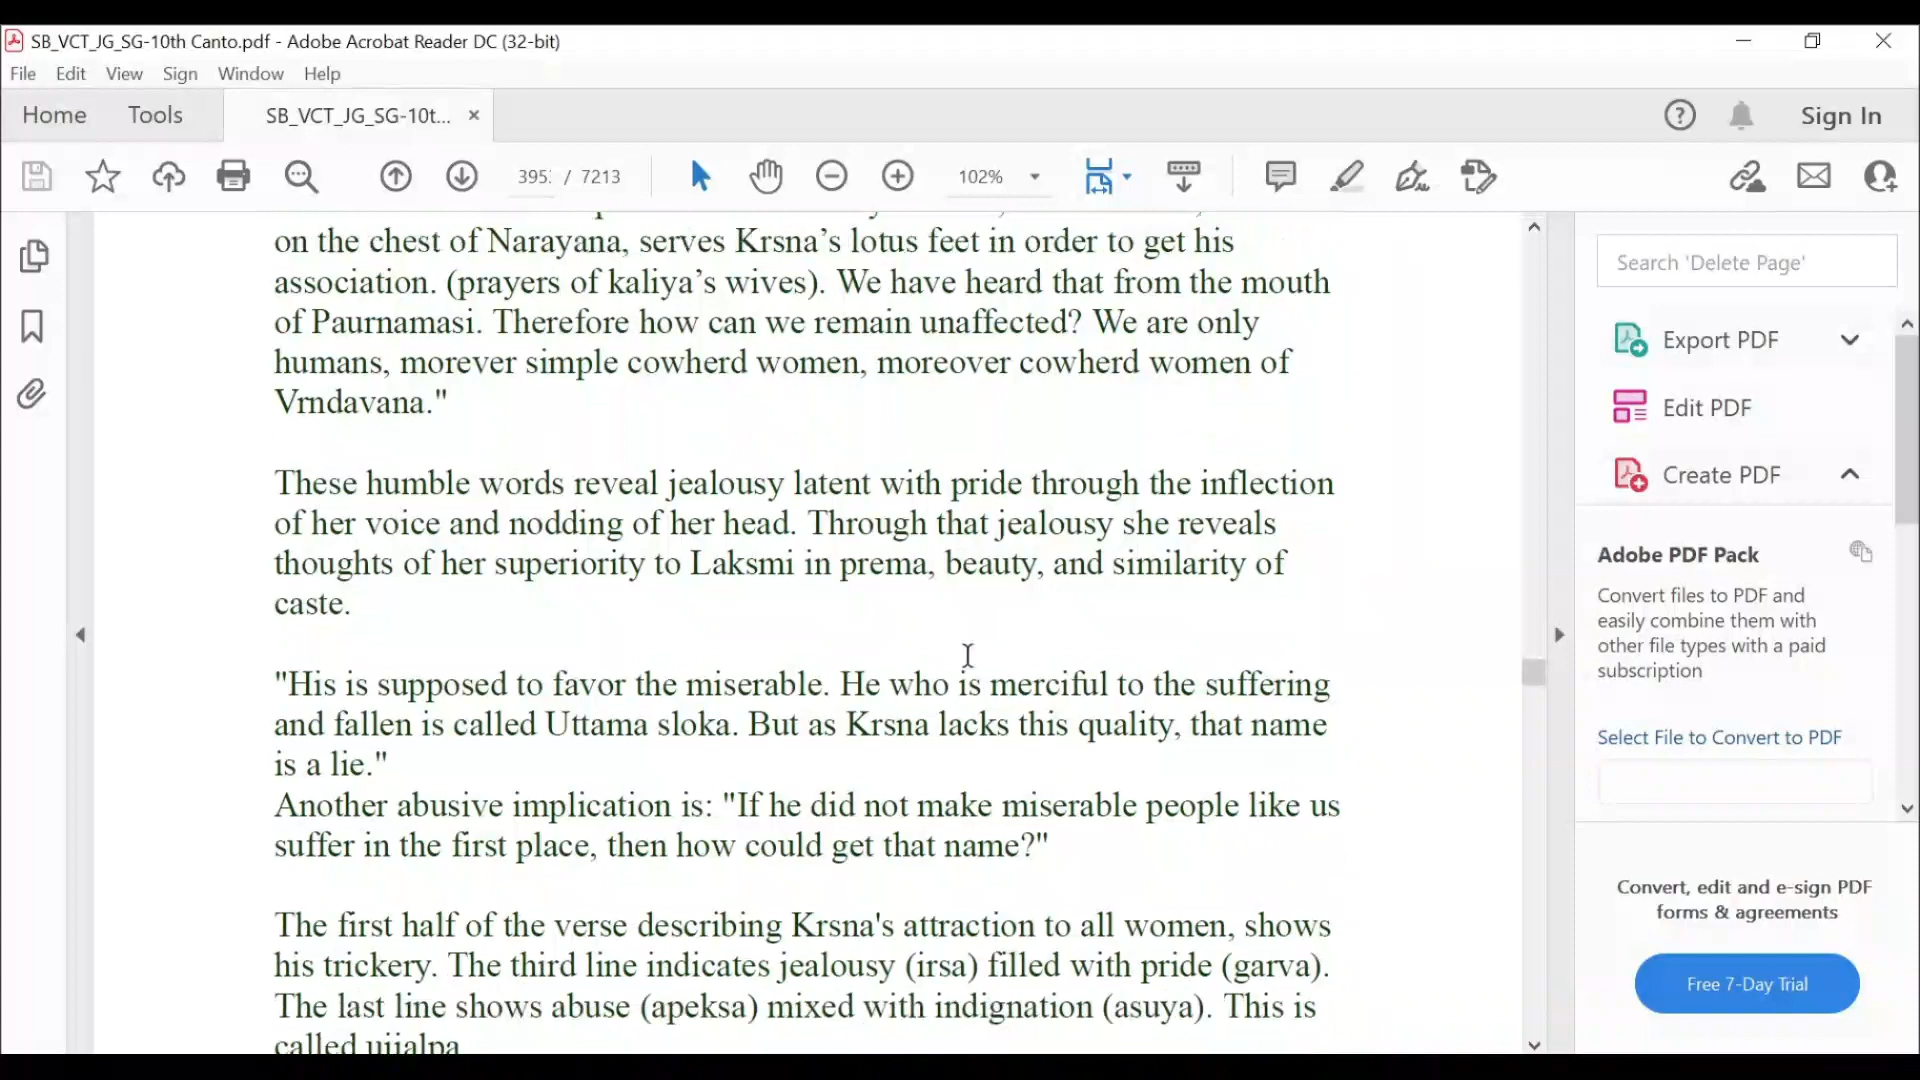 SB_VCT_JG_SG-10th Canto.pdf - Adobe Acrobat Reader DC (32-bit)
File Edit View Sign Window Help
Home Tools SB_VCT_JG_SG-10t... × Sign In
395 / 7213 102%
on the chest of Narayana, serves Krsna’s lotus feet in order to get his
association. (prayers of kaliya’s wives). We have heard that from the mouth
of Paurnamasi. Therefore how can we remain unaffected? We are only
humans, morever simple cowherd women, moreover cowherd women of
Vrndavana."
These humble words reveal jealousy latent with pride through the inflection
of her voice and nodding of her head. Through that jealousy she reveals
thoughts of her superiority to Laksmi in prema, beauty, and similarity of
caste.
"His is supposed to favor the miserable. He who is merciful to the suffering
and fallen is called Uttama sloka. But as Krsna lacks this quality, that name
is a lie."
Another abusive implication is: "If he did not make miserable people like us
suffer in the first place, then how could get that name?"
The first half of the verse describing Krsna's attraction to all women, shows
his trickery. The third line indicates jealousy (irsa) filled with pride (garva).
The last line shows abuse (apeksa) mixed with indignation (asuya). This is
called ujjalpa
Search 'Delete Page'
Export PDF
Edit PDF
Create PDF
Adobe PDF Pack
Convert files to PDF and
easily combine them with
other file types with a paid
subscription
Select File to Convert to PDF
Convert, edit and e-sign PDF
forms & agreements
Free 7-Day Trial